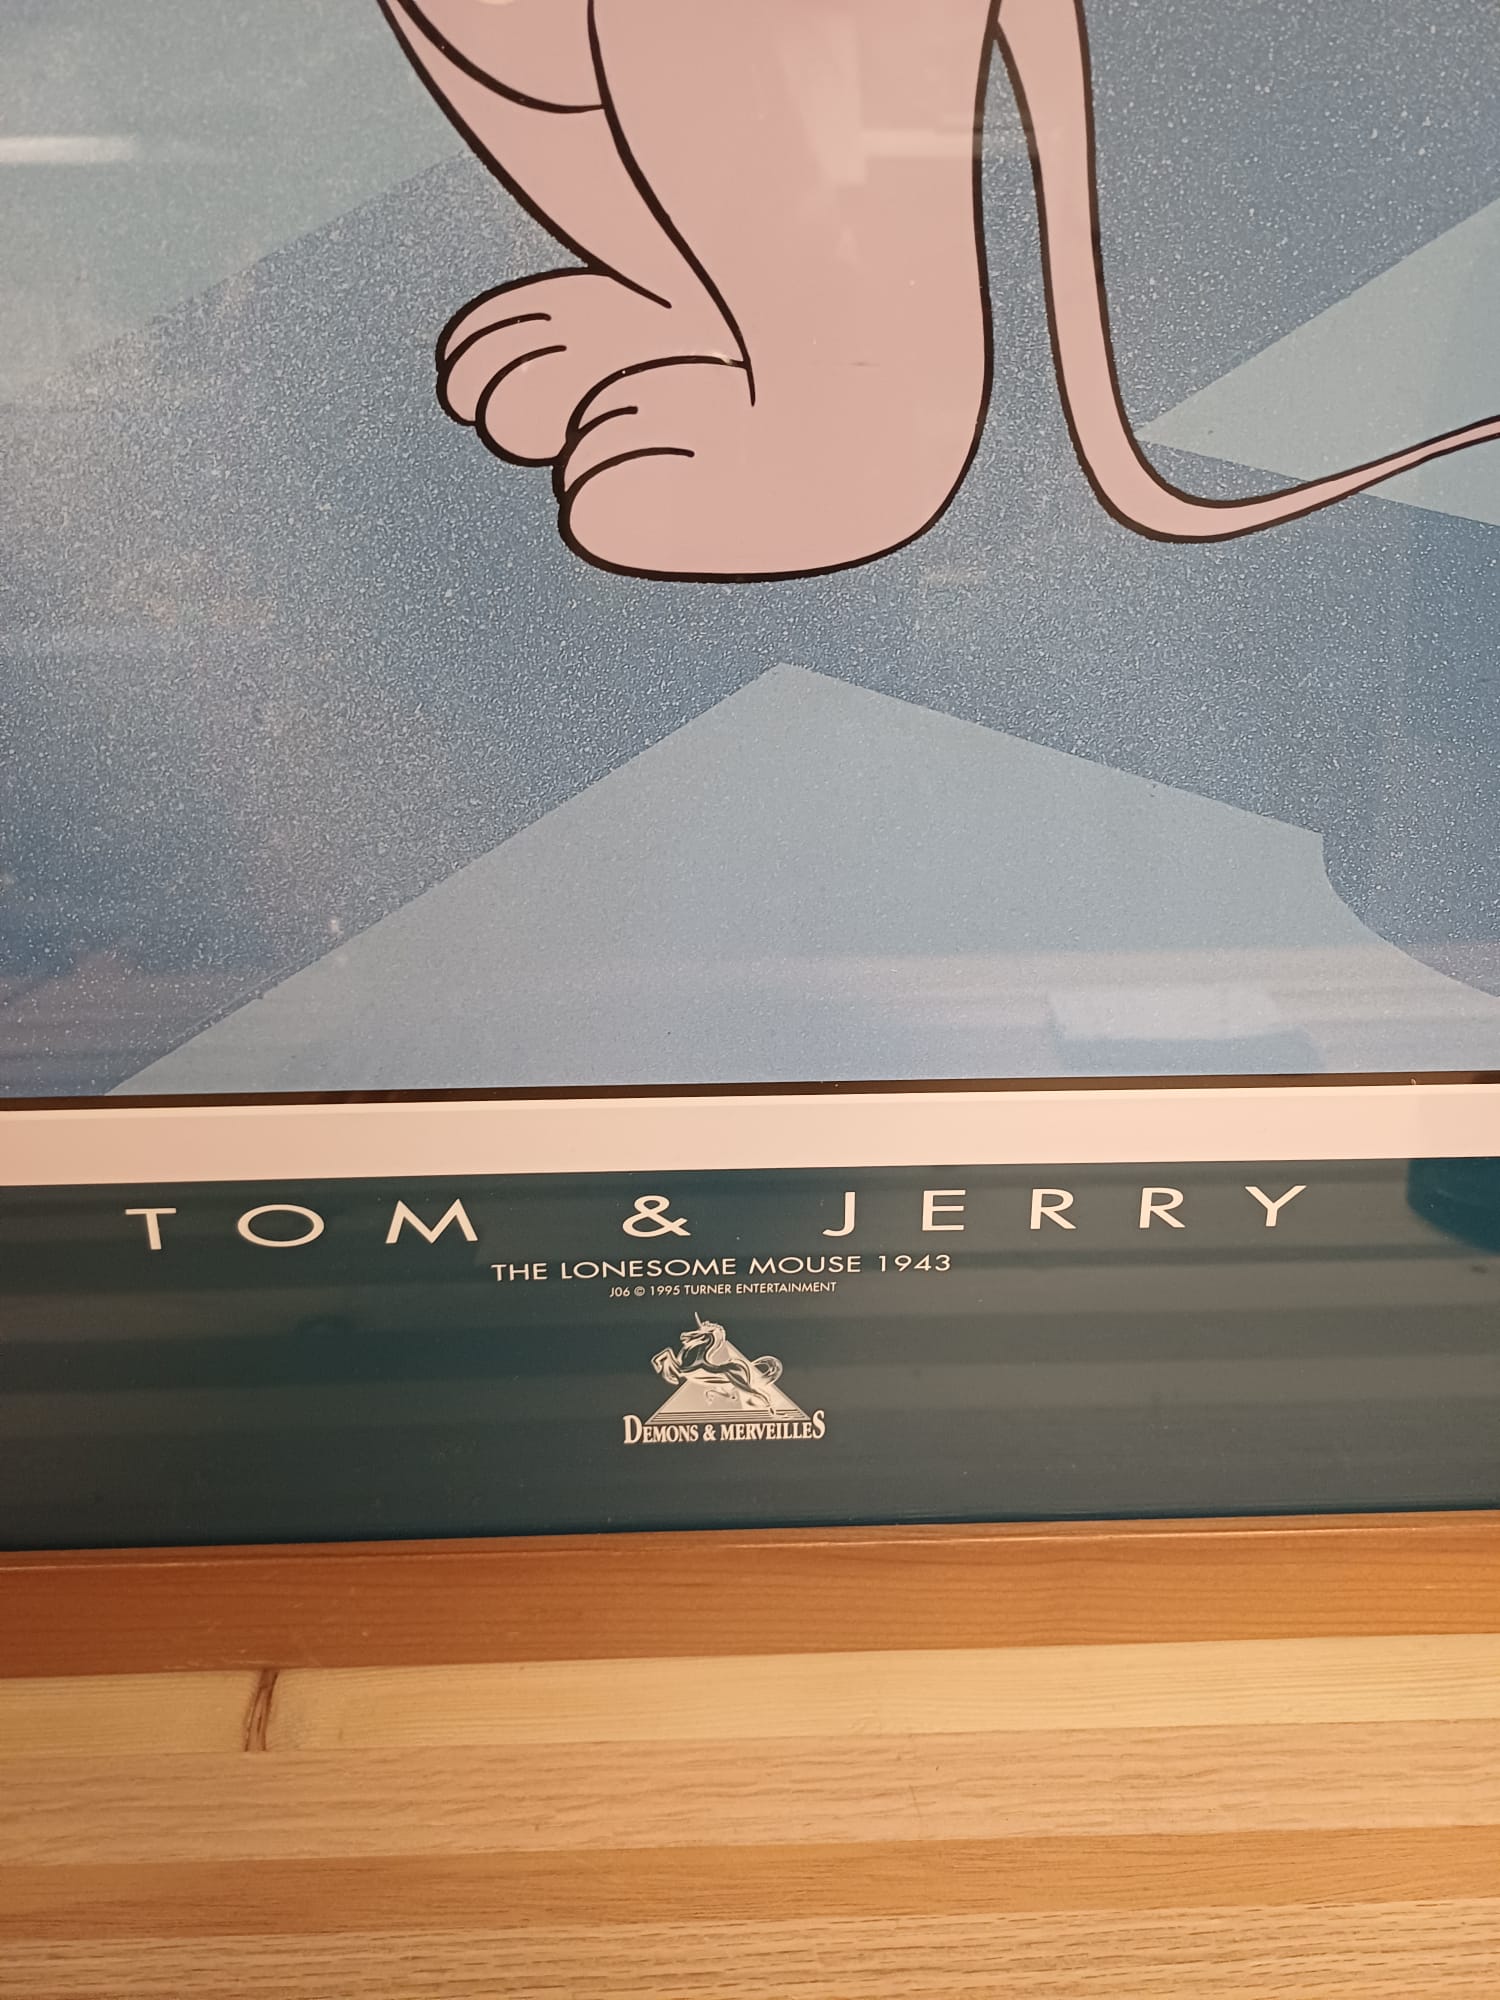 TOM & JERRY
THE LONESOME MOUSE 1943
J06 © 1995 TURNER ENTERTAINMENT
DEMONS & MERVEILLES